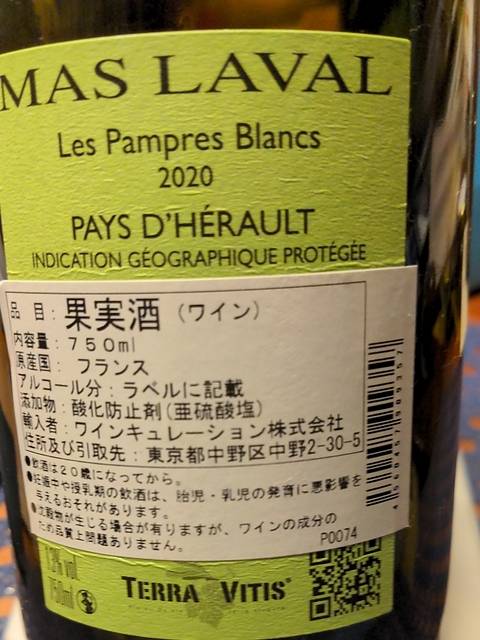 MAS LAVAL
Les Pampres Blancs
2020
PAYS D'HÉRAULT
INDICATION GÉOGRAPHIQUE PROTÉGÉE
品 目: 果実酒 (ワイン)
内容量: 750ml
原産国: フランス
アルコール分: ラベルに記載
添加物: 酸化防止剤(亜硫酸塩)
輸入者: ワインキュレーション株式会社
住所及び引取先: 東京都中野区中野2-30-5
●飲酒は20歳になってから。
●妊娠中や授乳期の飲酒は、胎児・乳児の発育に悪影響を
与えるおそれがあります。
●沈殿物が生じる場合が有りますが、ワインの成分の
ため品質上問題ありません。
P0074
13% vol
750ml
TERRA VITIS®